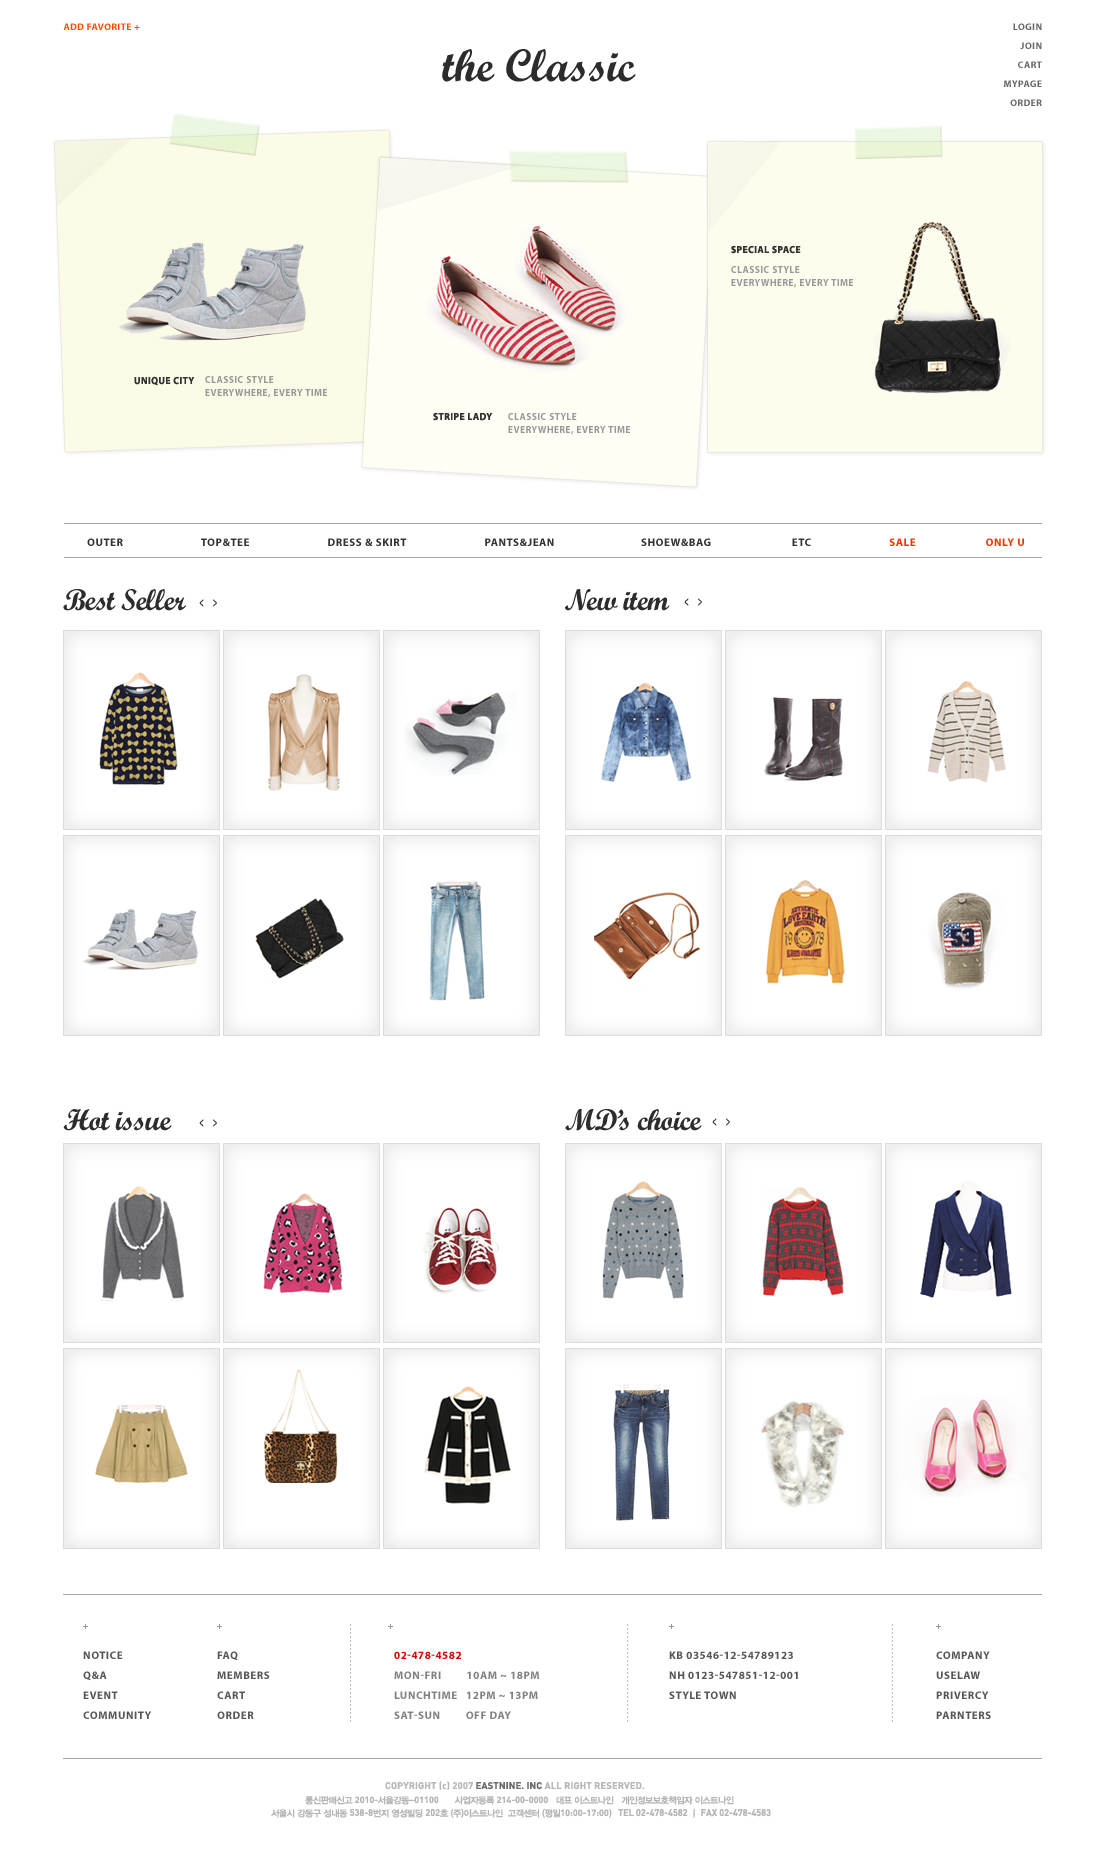 ADD FAVORITE +
LOGIN
JOIN
CART
MYPAGE
ORDER
the Classic
UNIQUE CITY CLASSIC STYLE
EVERYWHERE, EVERY TIME
STRIPE LADY CLASSIC STYLE
EVERYWHERE, EVERY TIME
SPECIAL SPACE
CLASSIC STYLE
EVERYWHERE, EVERY TIME
OUTER TOP&TEE DRESS & SKIRT PANTS&JEAN SHOEW&BAG ETC SALE ONLY U
Best Seller < >
New item < >
AUTHENTIC
LOVE EARTH
ORIGINAL
19 79
53
Hot issue < >
MD's choice < >
+ + + + +
NOTICE
Q&A
EVENT
COMMUNITY
FAQ
MEMBERS
CART
ORDER
02-478-4582
MON-FRI 10AM ~ 18PM
LUNCHTIME 12PM ~ 13PM
SAT-SUN OFF DAY
KB 03546-12-54789123
NH 0123-547851-12-001
STYLE TOWN
COMPANY
USELAW
PRIVERCY
PARNTERS
COPYRIGHT (c) 2007 EASTNINE. INC ALL RIGHT RESERVED.
통신판매신고 2010-서울강동-01100 사업자등록 214-00-0000 대표 이스트나인 개인정보보호책임자 이스트나인
서울시 강동구 성내동 538-8번지 영성빌딩 202호 (주)이스트나인 고객센터 (평일10:00-17:00) TEL 02-478-4582 | FAX 02-478-4583